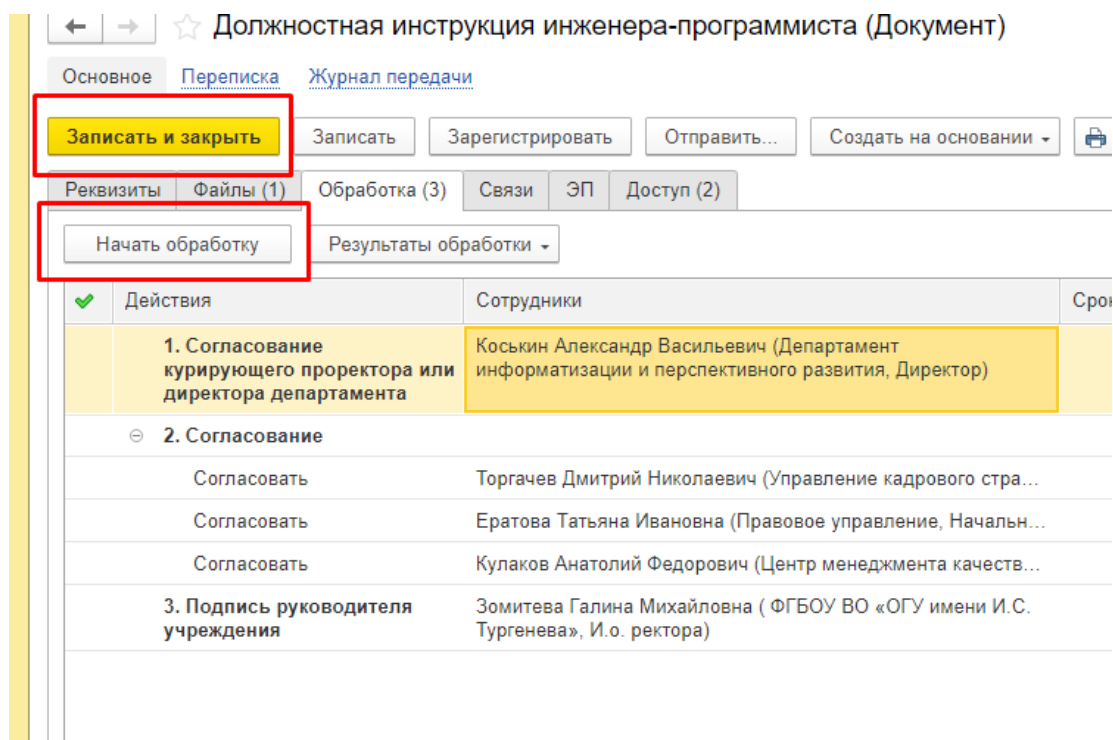 Должностная инструкция инженера-программиста (Документ)
Основное Переписка Журнал передачи
Записать и закрыть Записать Зарегистрировать Отправить... Создать на основании
Реквизиты Файлы (1) Обработка (3) Связи ЭП Доступ (2)
Начать обработку Результаты обработки
Действия Сотрудники
1. Согласование
курирующего проректора или
директора департамента
Коськин Александр Васильевич (Департамент
информатизации и перспективного развития, Директор)
2. Согласование
Согласовать Торгачев Дмитрий Николаевич (Управление кадрового стра...
Согласовать Ератова Татьяна Ивановна (Правовое управление, Начальн...
Согласовать Кулаков Анатолий Федорович (Центр менеджмента качеств...
3. Подпись руководителя
учреждения
Зомитева Галина Михайловна ( ФГБОУ ВО «ОГУ имени И.С.
Тургенева», И.о. ректора)